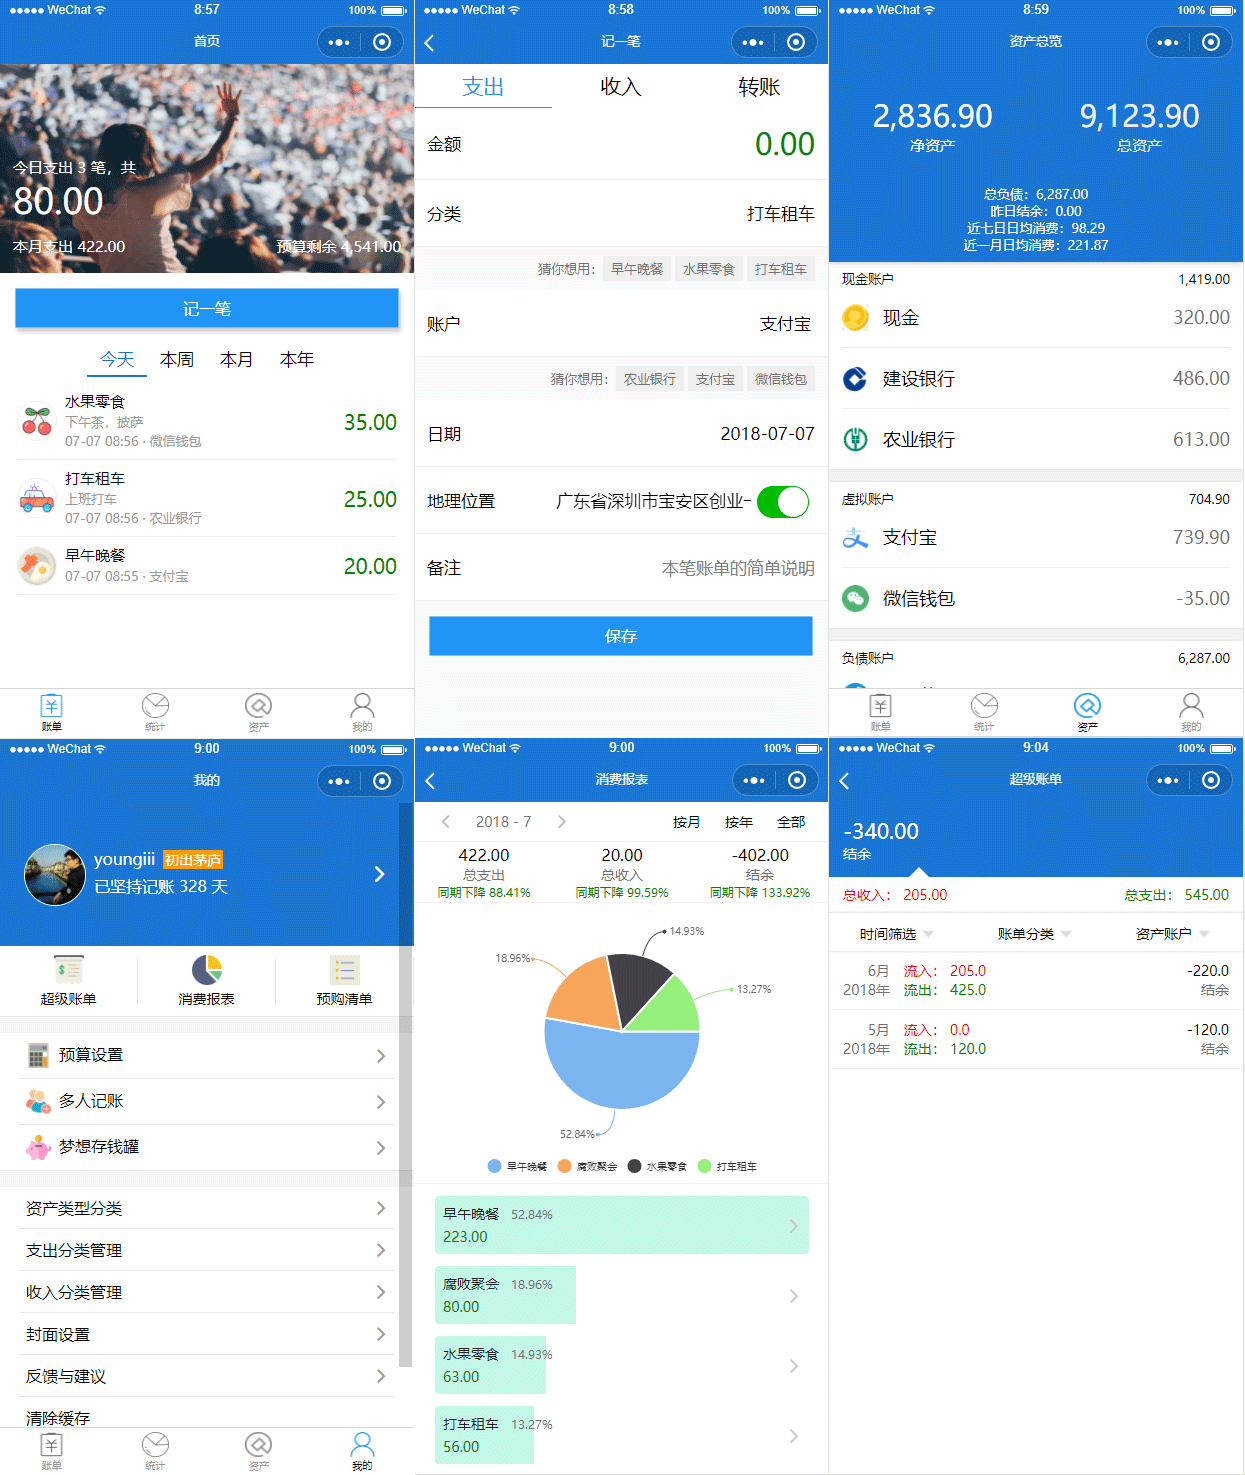 ●●●●● WeChat 8:57 100%
首页
今日支出 3 笔，共
80.00
本月支出 422.00 预算剩余 4,541.00
记一笔
今天 本周 本月 本年
水果零食
下午茶，披萨
07-07 08:56 · 微信钱包
35.00
打车租车
上班打车
07-07 08:56 · 农业银行
25.00
早午晚餐
07-07 08:55 · 支付宝
20.00
账单 统计 资产 我的
●●●●● WeChat 8:58 100%
记一笔
支出 收入 转账
金额 0.00
分类 打车租车
猜你想用： 早午晚餐 水果零食 打车租车
账户 支付宝
猜你想用： 农业银行 支付宝 微信钱包
日期 2018-07-07
地理位置 广东省深圳市宝安区创业一
备注 本笔账单的简单说明
保存
●●●●● WeChat 8:59 100%
资产总览
2,836.90 9,123.90
净资产 总资产
总负债：6,287.00
昨日结余：0.00
近七日日均消费：98.29
近一月日均消费：221.87
现金账户 1,419.00
现金 320.00
建设银行 486.00
农业银行 613.00
虚拟账户 704.90
支付宝 739.90
微信钱包 -35.00
负债账户 6,287.00
账单 统计 资产 我的
●●●●● WeChat 9:00 100%
我的
youngiii 初出茅庐
已坚持记账 328 天
超级账单 消费报表 预购清单
预算设置
多人记账
梦想存钱罐
资产类型分类
支出分类管理
收入分类管理
封面设置
反馈与建议
清除缓存
账单 统计 资产 我的
●●●●● WeChat 9:00 100%
消费报表
2018 - 7 按月 按年 全部
422.00 20.00 -402.00
总支出 总收入 结余
同期下降 88.41% 同期下降 99.59% 同期下降 133.92%
14.93%
18.96%
13.27%
52.84%
早午晚餐 腐败聚会 水果零食 打车租车
早午晚餐 52.84%
223.00
腐败聚会 18.96%
80.00
水果零食 14.93%
63.00
打车租车 13.27%
56.00
●●●●● WeChat 9:04 100%
超级账单
-340.00
结余
总收入： 205.00 总支出： 545.00
时间筛选 账单分类 资产账户
6月 流入： 205.0 -220.0
2018年 流出： 425.0 结余
5月 流入： 0.0 -120.0
2018年 流出： 120.0 结余